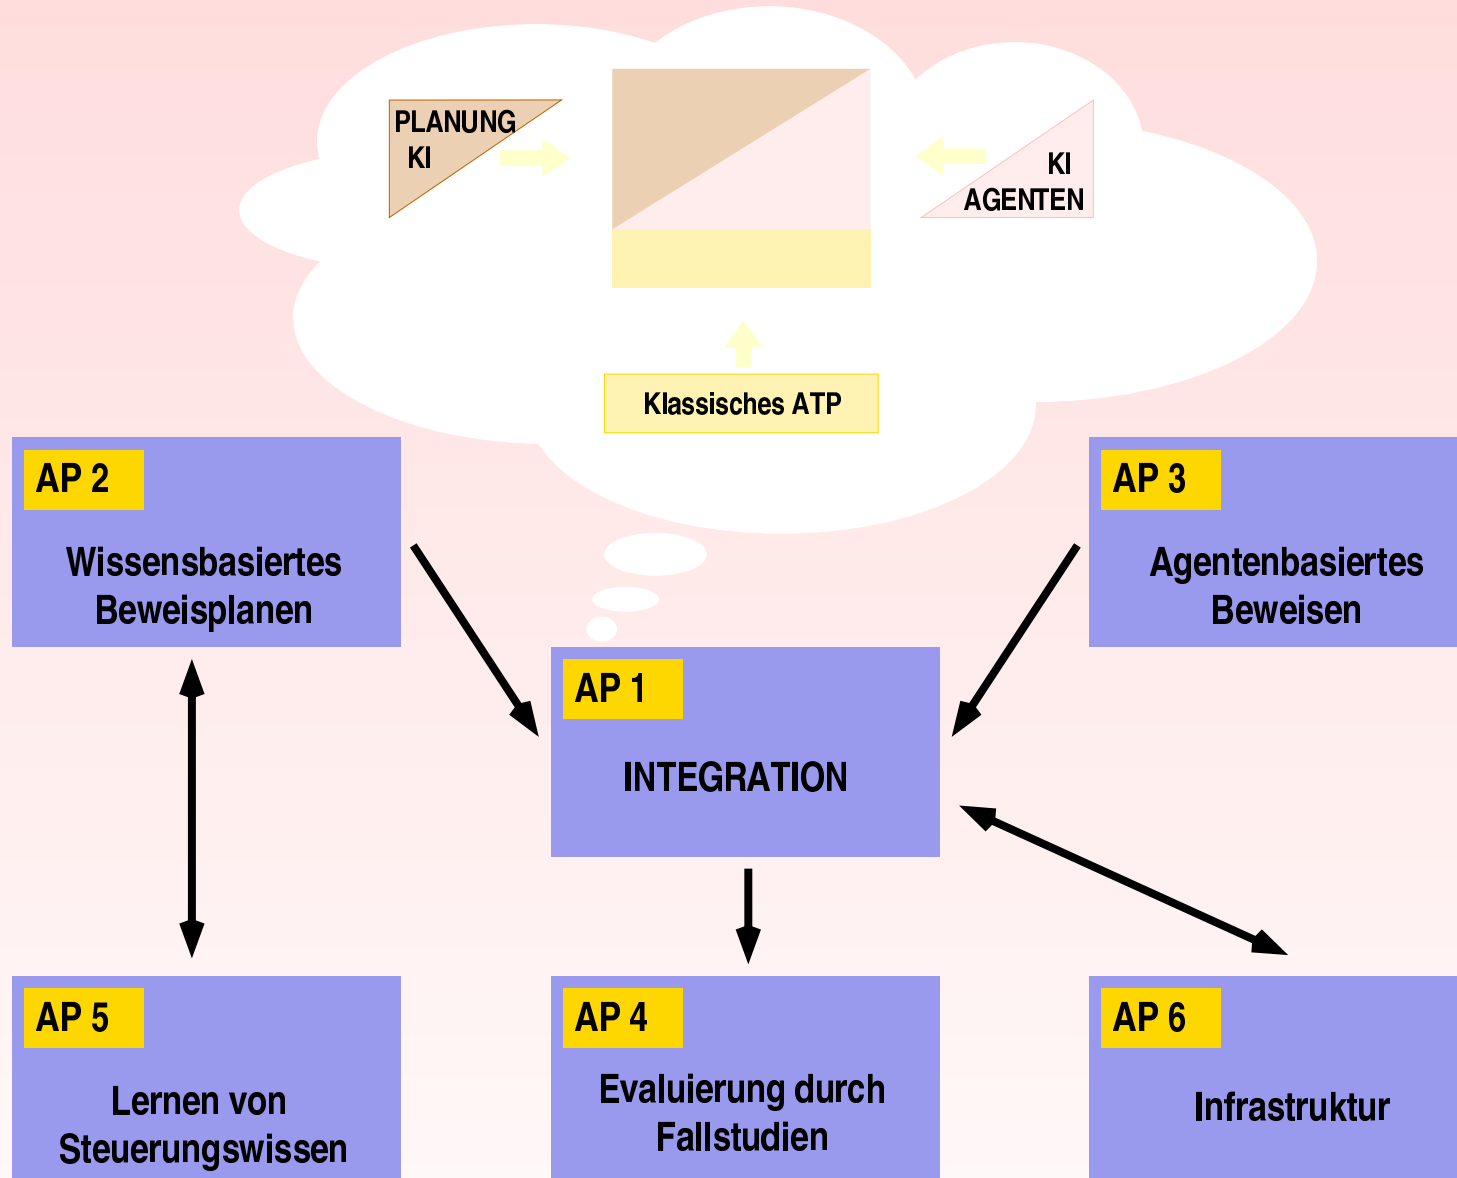 PLANUNG
KI
KI
AGENTEN
Klassisches ATP
AP 2
Wissensbasiertes
Beweisplanen
AP 3
Agentenbasiertes
Beweisen
AP 1
INTEGRATION
AP 5
Lernen von
Steuerungswissen
AP 4
Evaluierung durch
Fallstudien
AP 6
Infrastruktur